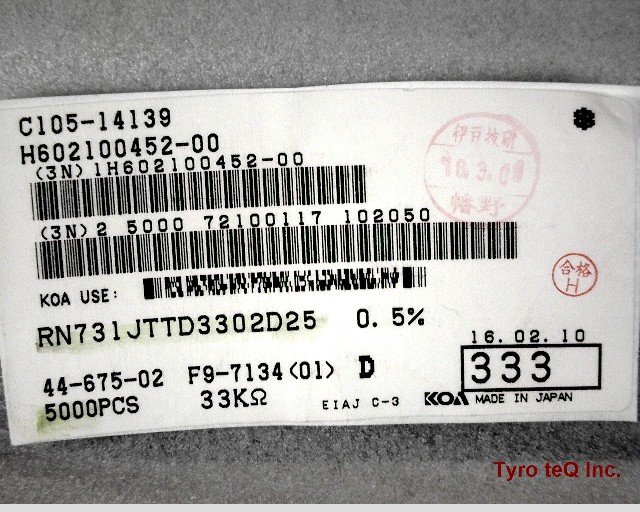 C105-14139
H602100452-00
(3N) 1H602100452-00
(3N) 2 5000 72100117 102050
KOA USE:
RN731JTTD3302D25 0.5%
16.02.10
44-675-02 F9-7134(01) D
333
5000PCS 33KΩ EIAJ C-3 KOA MADE IN JAPAN
伊豆技研
16.3.09
幡野
合格
H
Tyro teQ Inc.